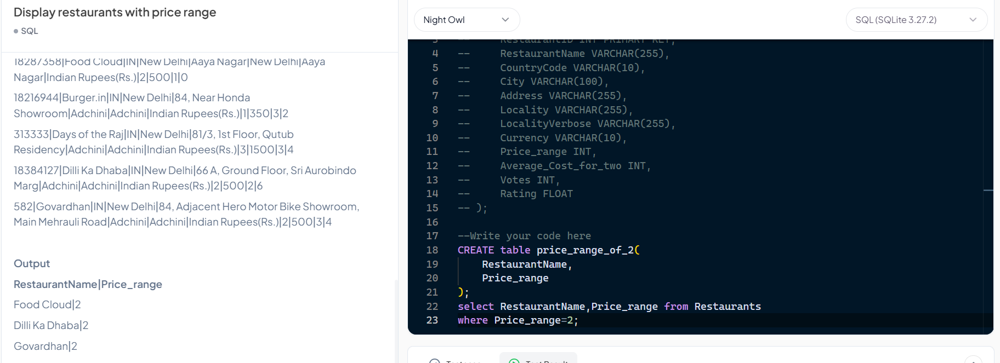 Display restaurants with price range
SQL
18287358|Food Cloud|IN|New Delhi|Aaya Nagar|New Delhi|Aaya
Nagar|Indian Rupees(Rs.)|2|500|1|0
18216944|Burger.in|IN|New Delhi|84, Near Honda
Showroom|Adchini|Adchini|Indian Rupees(Rs.)|1|350|3|2
313333|Days of the Raj|IN|New Delhi|81/3, 1st Floor, Qutub
Residency|Adchini|Adchini|Indian Rupees(Rs.)|3|1500|3|4
18384127|Dilli Ka Dhaba|IN|New Delhi|66 A, Ground Floor, Sri Aurobindo
Marg|Adchini|Adchini|Indian Rupees(Rs.)|2|500|2|6
582|Govardhan|IN|New Delhi|84, Adjacent Hero Motor Bike Showroom,
Main Mehrauli Road|Adchini|Adchini|Indian Rupees(Rs.)|2|500|3|4
Output
RestaurantName|Price_range
Food Cloud|2
Dilli Ka Dhaba|2
Govardhan|2
Night Owl
SQL (SQLite 3.27.2)
3 -- RestaurantID INT PRIMARY KEY,
4 -- RestaurantName VARCHAR(255),
5 -- CountryCode VARCHAR(10),
6 -- City VARCHAR(100),
7 -- Address VARCHAR(255),
8 -- Locality VARCHAR(255),
9 -- LocalityVerbose VARCHAR(255),
10 -- Currency VARCHAR(10),
11 -- Price_range INT,
12 -- Average_Cost_for_two INT,
13 -- Votes INT,
14 -- Rating FLOAT
15 -- );
16
17 --Write your code here
18 CREATE table price_range_of_2(
19 RestaurantName,
20 Price_range
21 );
22 select RestaurantName,Price_range from Restaurants
23 where Price_range=2;
Test Result